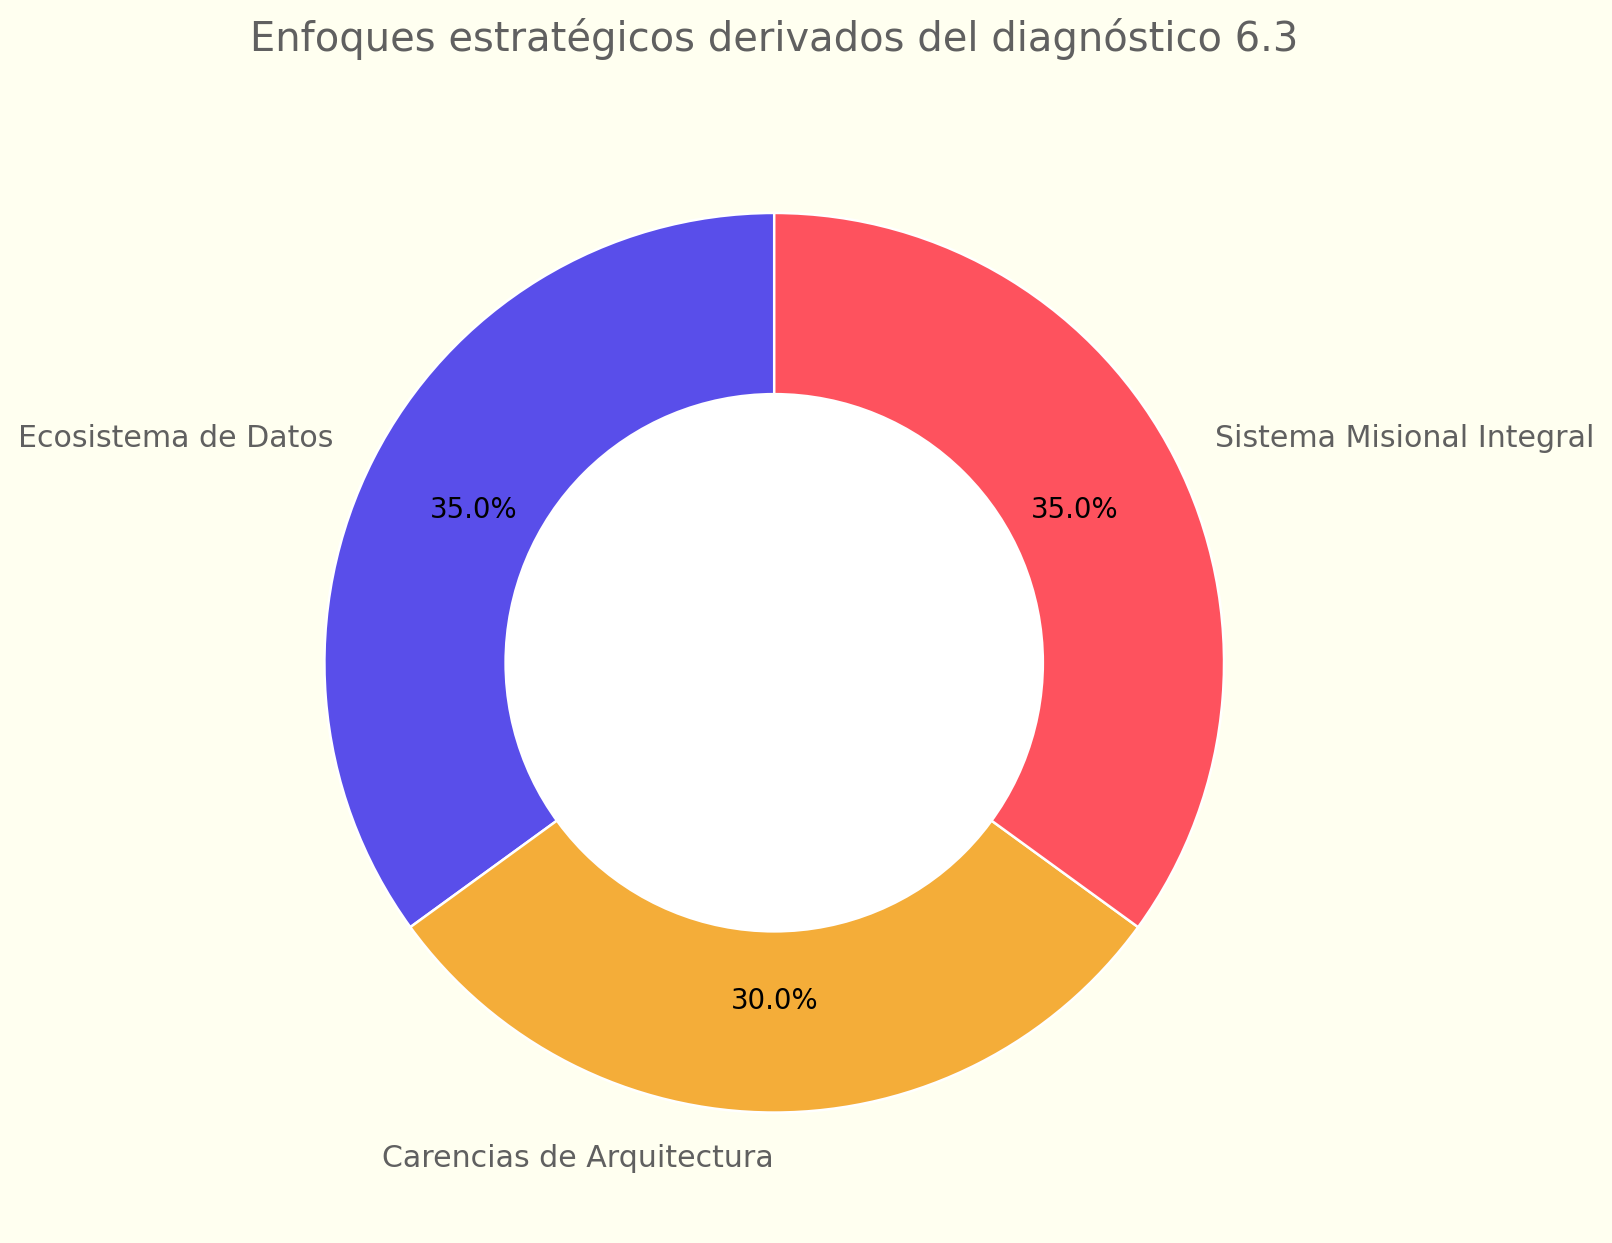 Enfoques estratégicos derivados del diagnóstico 6.3
Ecosistema de Datos
Sistema Misional Integral
35.0%
35.0%
30.0%
Carencias de Arquitectura